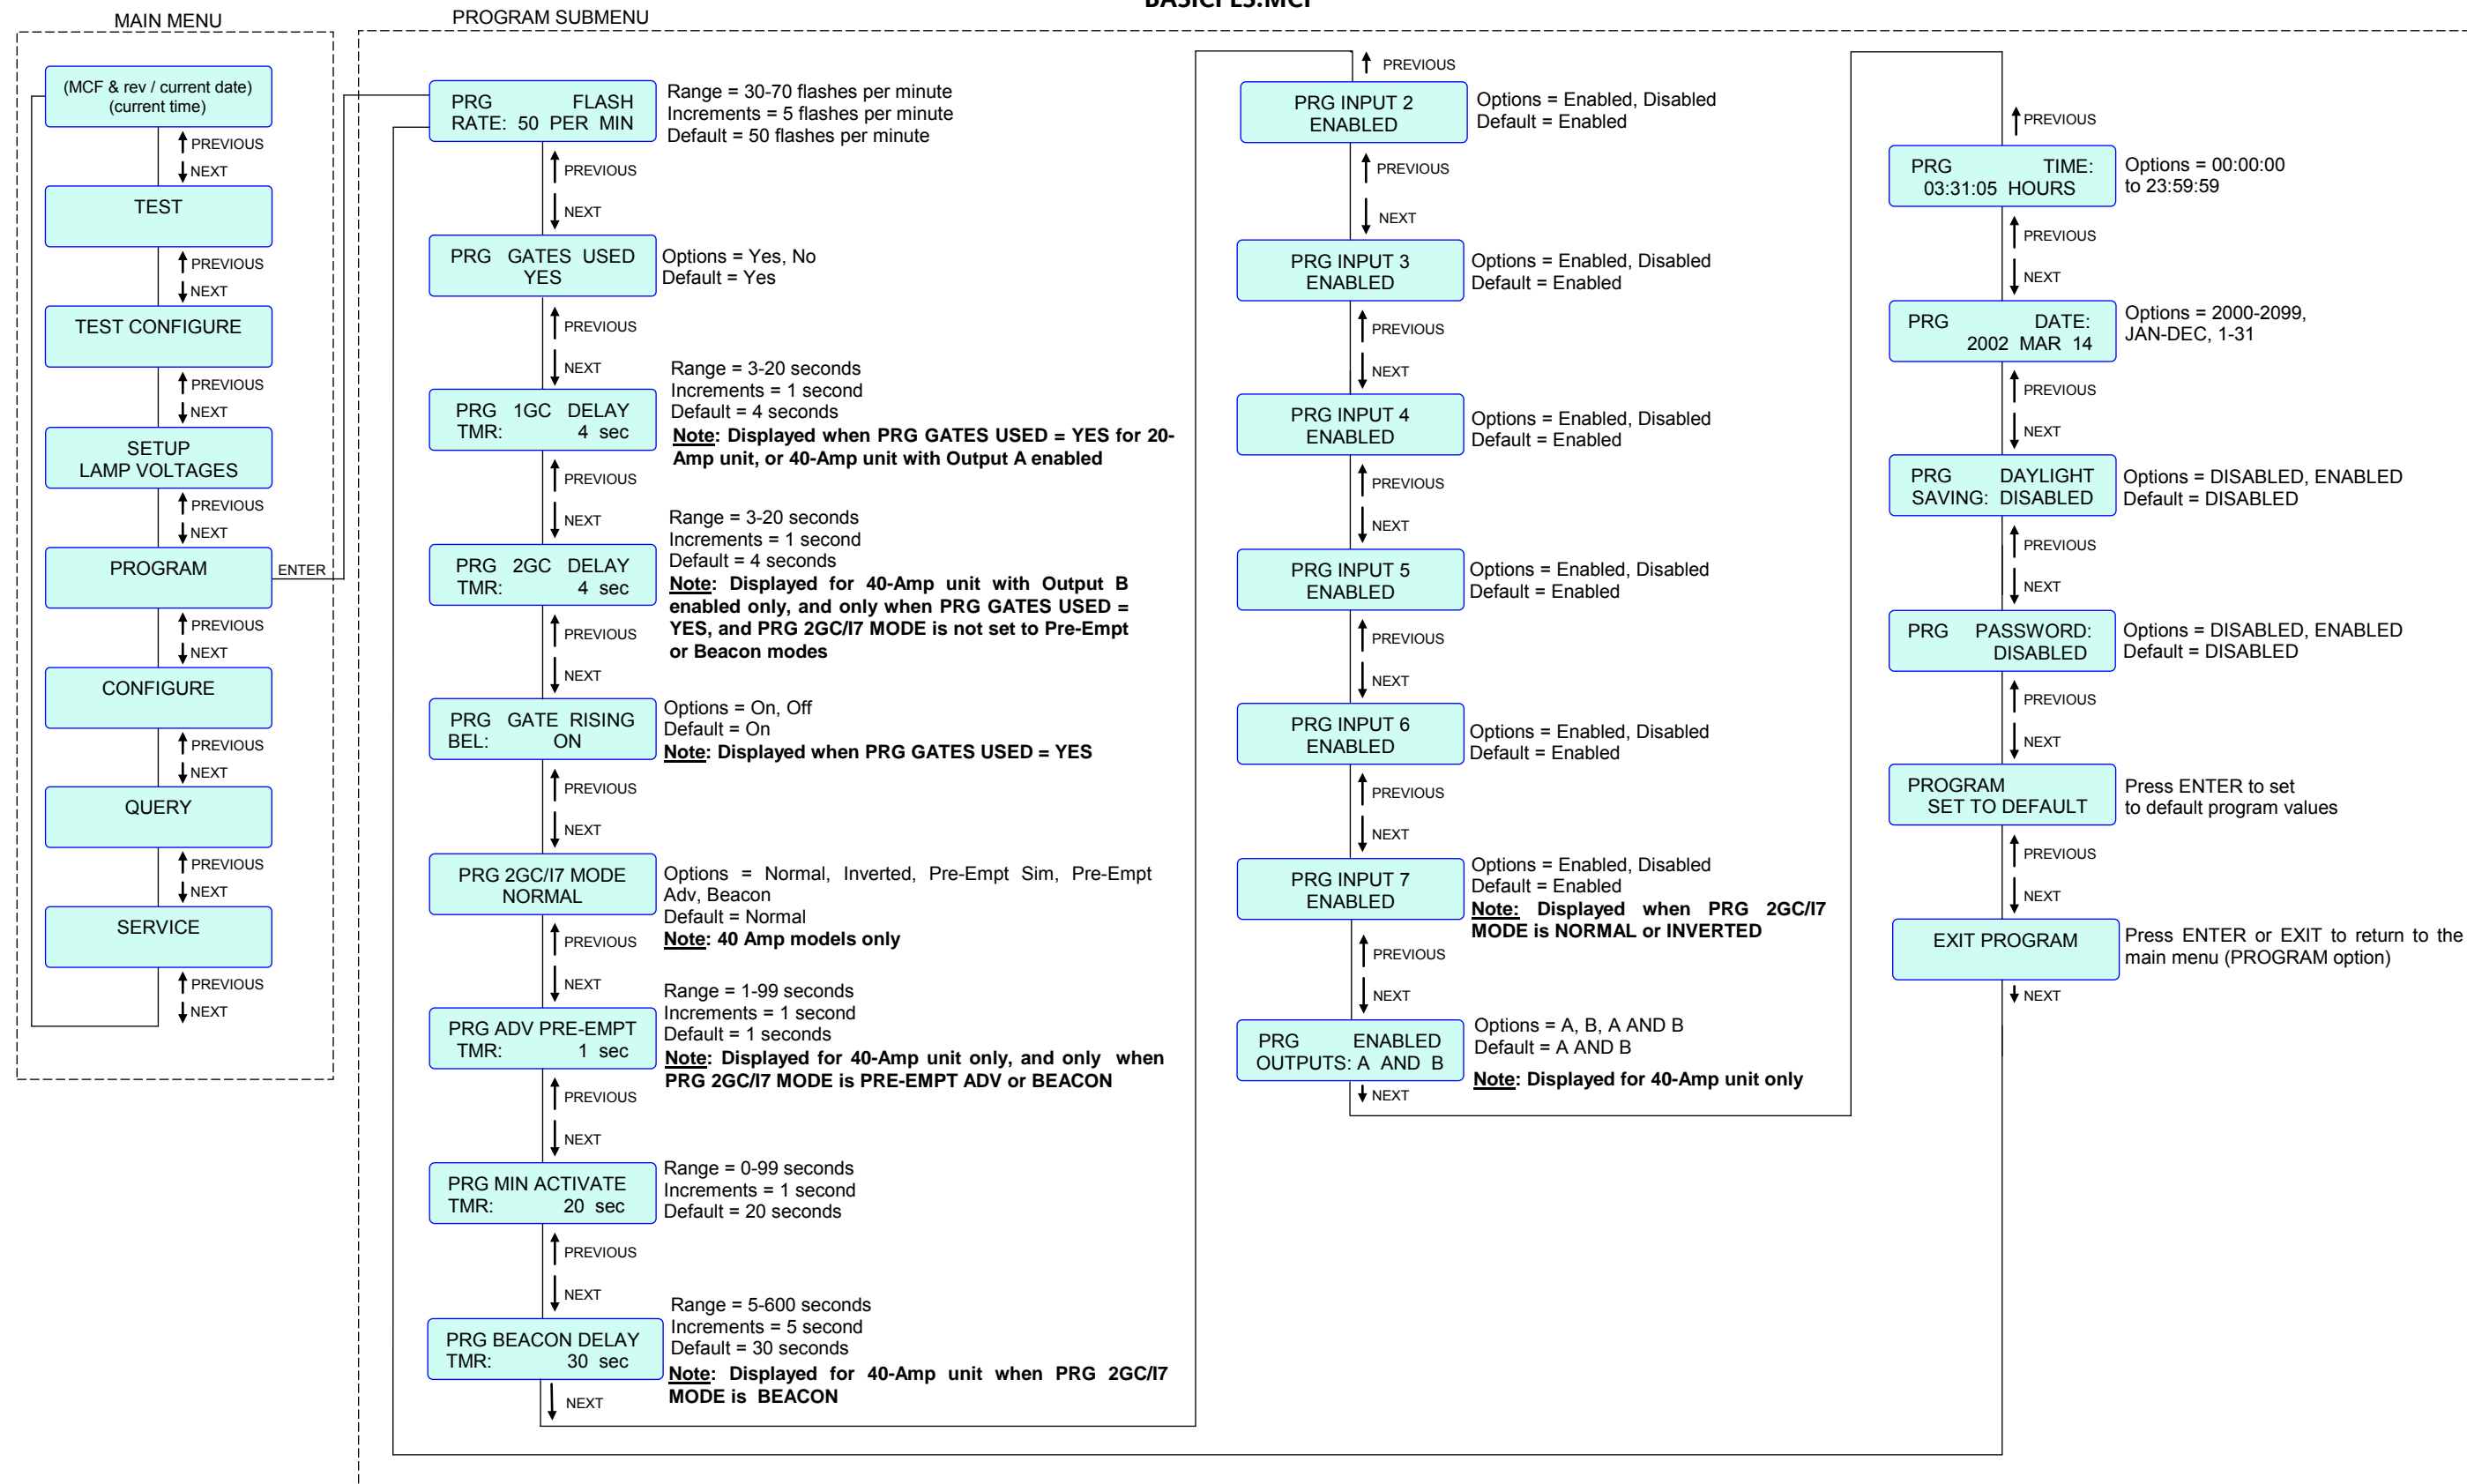 MAIN MENU
(MCF & rev / current date)
(current time)
PREVIOUS
NEXT
TEST
PREVIOUS
NEXT
TEST CONFIGURE
PREVIOUS
NEXT
SETUP
LAMP VOLTAGES
PREVIOUS
NEXT
PROGRAM
ENTER
PREVIOUS
NEXT
CONFIGURE
PREVIOUS
NEXT
QUERY
PREVIOUS
NEXT
SERVICE
PREVIOUS
NEXT
PROGRAM SUBMENU
PRG FLASH
RATE: 50 PER MIN
Range = 30-70 flashes per minute
Increments = 5 flashes per minute
Default = 50 flashes per minute
PREVIOUS
NEXT
PRG GATES USED
YES
Options = Yes, No
Default = Yes
PREVIOUS
NEXT
PRG 1GC DELAY
TMR: 4 sec
Range = 3-20 seconds
Increments = 1 second
Default = 4 seconds
Note: Displayed when PRG GATES USED = YES for 20-
Amp unit, or 40-Amp unit with Output A enabled
PREVIOUS
NEXT
PRG 2GC DELAY
TMR: 4 sec
Range = 3-20 seconds
Increments = 1 second
Default = 4 seconds
Note: Displayed for 40-Amp unit with Output B
enabled only, and only when PRG GATES USED =
YES, and PRG 2GC/I7 MODE is not set to Pre-Empt
or Beacon modes
PREVIOUS
NEXT
PRG GATE RISING
BEL: ON
Options = On, Off
Default = On
Note: Displayed when PRG GATES USED = YES
PREVIOUS
NEXT
PRG 2GC/I7 MODE
NORMAL
Options = Normal, Inverted, Pre-Empt Sim, Pre-Empt
Adv, Beacon
Default = Normal
Note: 40 Amp models only
PREVIOUS
NEXT
PRG ADV PRE-EMPT
TMR: 1 sec
Range = 1-99 seconds
Increments = 1 second
Default = 1 seconds
Note: Displayed for 40-Amp unit only, and only when
PRG 2GC/I7 MODE is PRE-EMPT ADV or BEACON
PREVIOUS
NEXT
PRG MIN ACTIVATE
TMR: 20 sec
Range = 0-99 seconds
Increments = 1 second
Default = 20 seconds
PREVIOUS
NEXT
PRG BEACON DELAY
TMR: 30 sec
Range = 5-600 seconds
Increments = 5 second
Default = 30 seconds
Note: Displayed for 40-Amp unit when PRG 2GC/I7
MODE is BEACON
NEXT
PREVIOUS
PRG INPUT 2
ENABLED
Options = Enabled, Disabled
Default = Enabled
PREVIOUS
NEXT
PRG INPUT 3
ENABLED
Options = Enabled, Disabled
Default = Enabled
PREVIOUS
NEXT
PRG INPUT 4
ENABLED
Options = Enabled, Disabled
Default = Enabled
PREVIOUS
NEXT
PRG INPUT 5
ENABLED
Options = Enabled, Disabled
Default = Enabled
PREVIOUS
NEXT
PRG INPUT 6
ENABLED
Options = Enabled, Disabled
Default = Enabled
PREVIOUS
NEXT
PRG INPUT 7
ENABLED
Options = Enabled, Disabled
Default = Enabled
Note: Displayed when PRG 2GC/I7
MODE is NORMAL or INVERTED
PREVIOUS
NEXT
PRG ENABLED
OUTPUTS: A AND B
Options = A, B, A AND B
Default = A AND B
Note: Displayed for 40-Amp unit only
NEXT
PREVIOUS
PRG TIME:
03:31:05 HOURS
Options = 00:00:00
to 23:59:59
PREVIOUS
NEXT
PRG DATE:
2002 MAR 14
Options = 2000-2099,
JAN-DEC, 1-31
PREVIOUS
NEXT
PRG DAYLIGHT
SAVING: DISABLED
Options = DISABLED, ENABLED
Default = DISABLED
PREVIOUS
NEXT
PRG PASSWORD:
DISABLED
Options = DISABLED, ENABLED
Default = DISABLED
PREVIOUS
NEXT
PROGRAM
SET TO DEFAULT
Press ENTER to set
to default program values
PREVIOUS
NEXT
EXIT PROGRAM
Press ENTER or EXIT to return to the
main menu (PROGRAM option)
NEXT